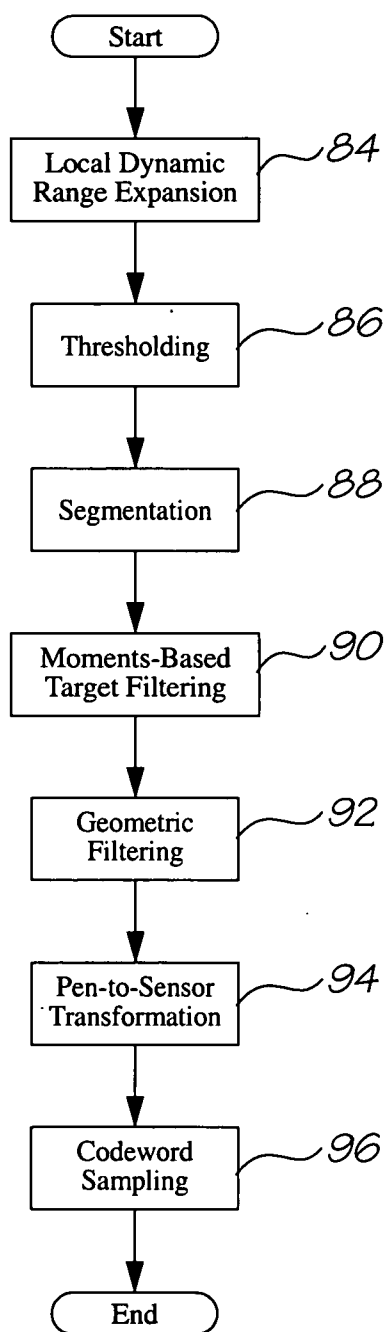 Start
Local Dynamic
Range Expansion
84
Thresholding
86
Segmentation
88
Moments-Based
Target Filtering
90
Geometric
Filtering
92
Pen-to-Sensor
Transformation
94
Codeword
Sampling
96
End